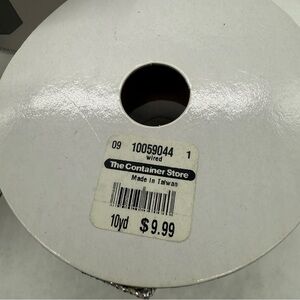 09 10059044 1
wired
The Container Store
Made in Taiwan
10yd $9.99